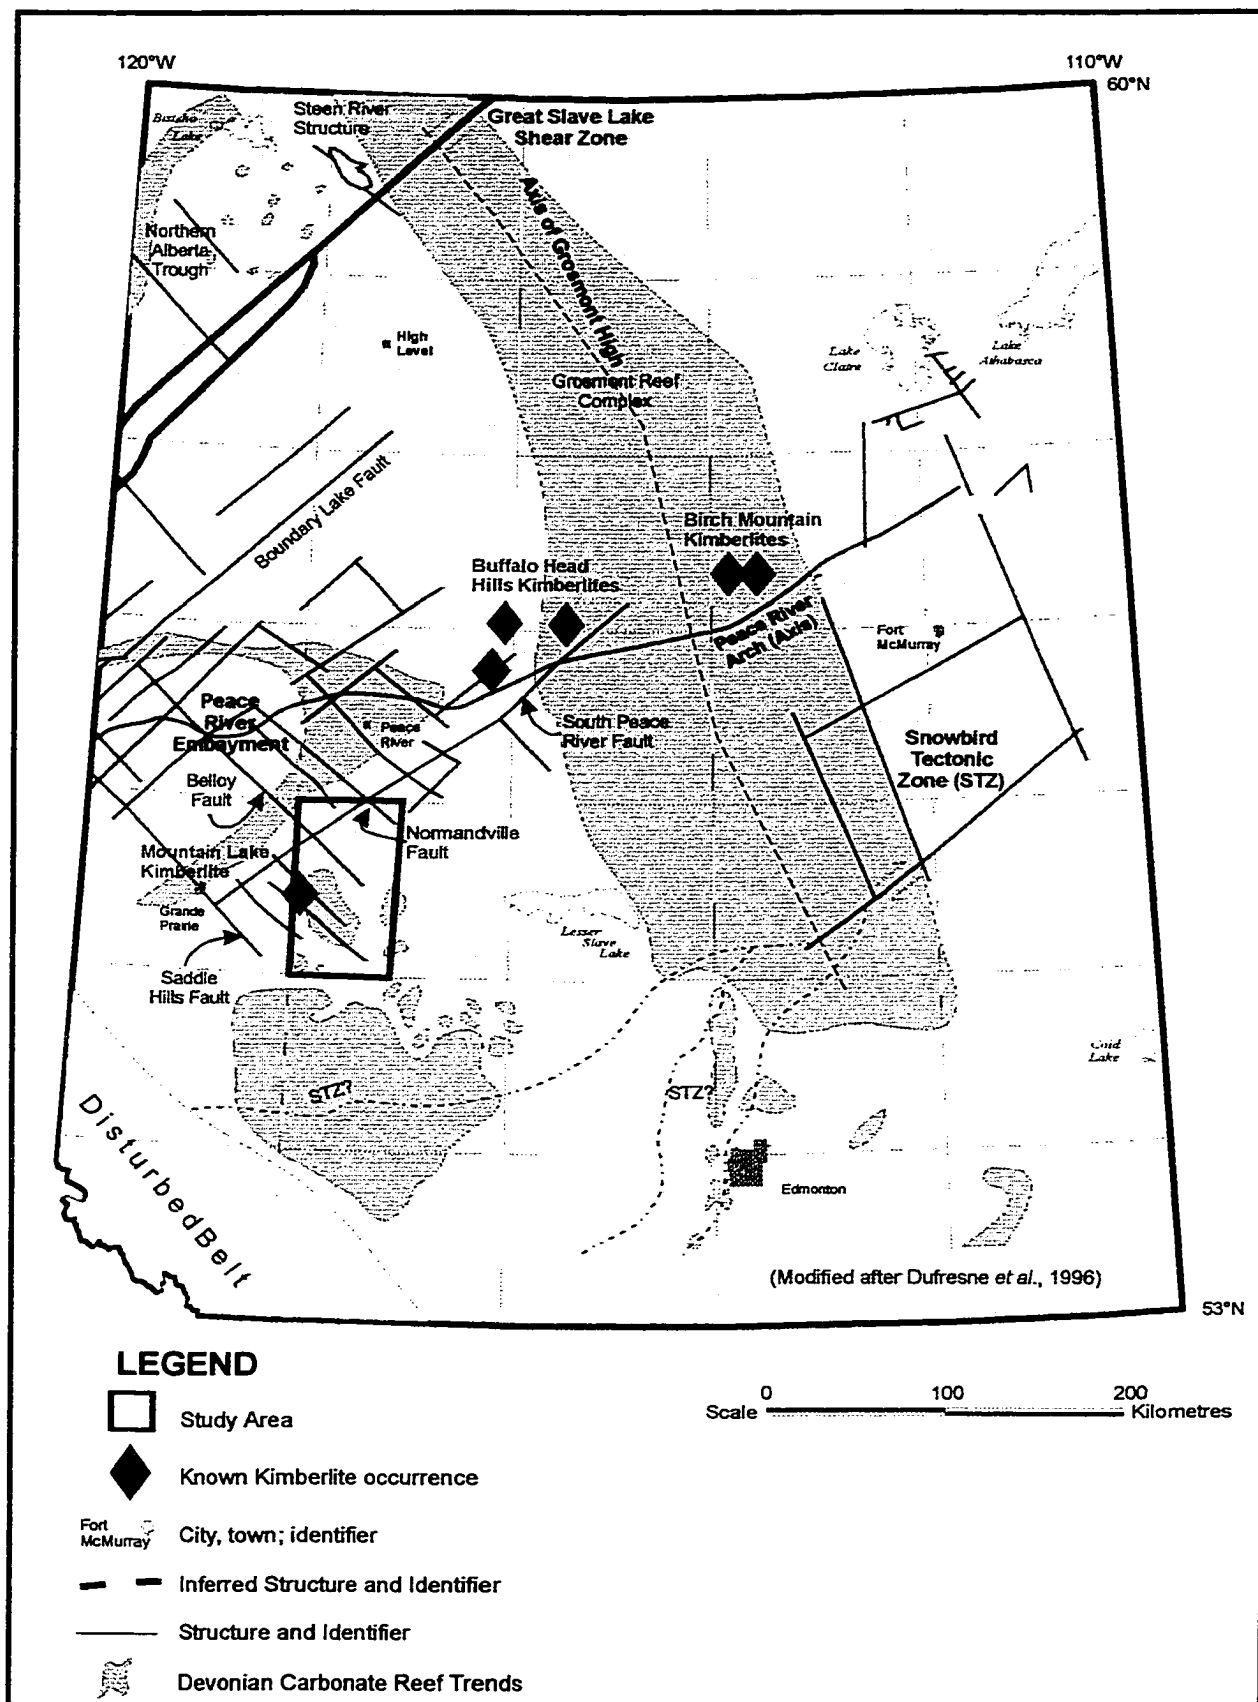 120°W
110°W
60°N
Steen River
Structure
Great Slave Lake
Shear Zone
Bistcho
Lake
Axis of Grosmont High
Northern
Alberta
Trough
High
Level
Lake
Claire
Lake
Athabasca
Grosmont Reef
Complex
Boundary Lake Fault
Birch Mountain
Kimberlites
Buffalo Head
Hills Kimberlites
Peace River
Arch (Axis)
Fort
McMurray
Peace
River
Embayment
Peace
River
South Peace
River Fault
Snowbird
Tectonic
Zone (STZ)
Belloy
Fault
Normandville
Fault
Mountain Lake
Kimberlite
Grande
Prairie
Lesser
Slave
Lake
Saddle
Hills Fault
Cold
Lake
STZ?
STZ?
Disturbed Belt
Edmonton
(Modified after Dufresne et al., 1996)
53°N
LEGEND
Study Area
Known Kimberlite occurrence
Fort
McMurray
City, town; identifier
Inferred Structure and Identifier
Structure and Identifier
Devonian Carbonate Reef Trends
0 100 200
Scale Kilometres